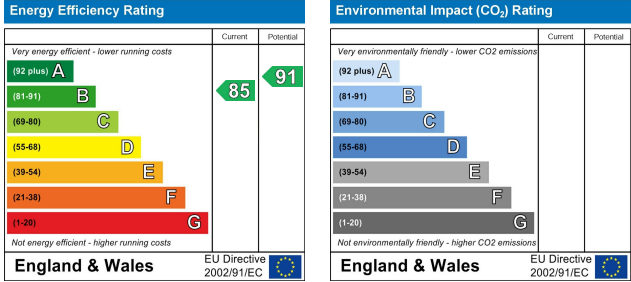 Energy Efficiency Rating
Current Potential
Very energy efficient - lower running costs
(92 plus) A
(81-91) B
(69-80) C
(55-68) D
(39-54) E
(21-38) F
(1-20) G
85
91
Not energy efficient - higher running costs
England & Wales
EU Directive
2002/91/EC
Environmental Impact (CO₂) Rating
Current Potential
Very environmentally friendly - lower CO2 emissions
(92 plus) A
(81-91) B
(69-80) C
(55-68) D
(39-54) E
(21-38) F
(1-20) G
Not environmentally friendly - higher CO2 emissions
England & Wales
EU Directive
2002/91/EC